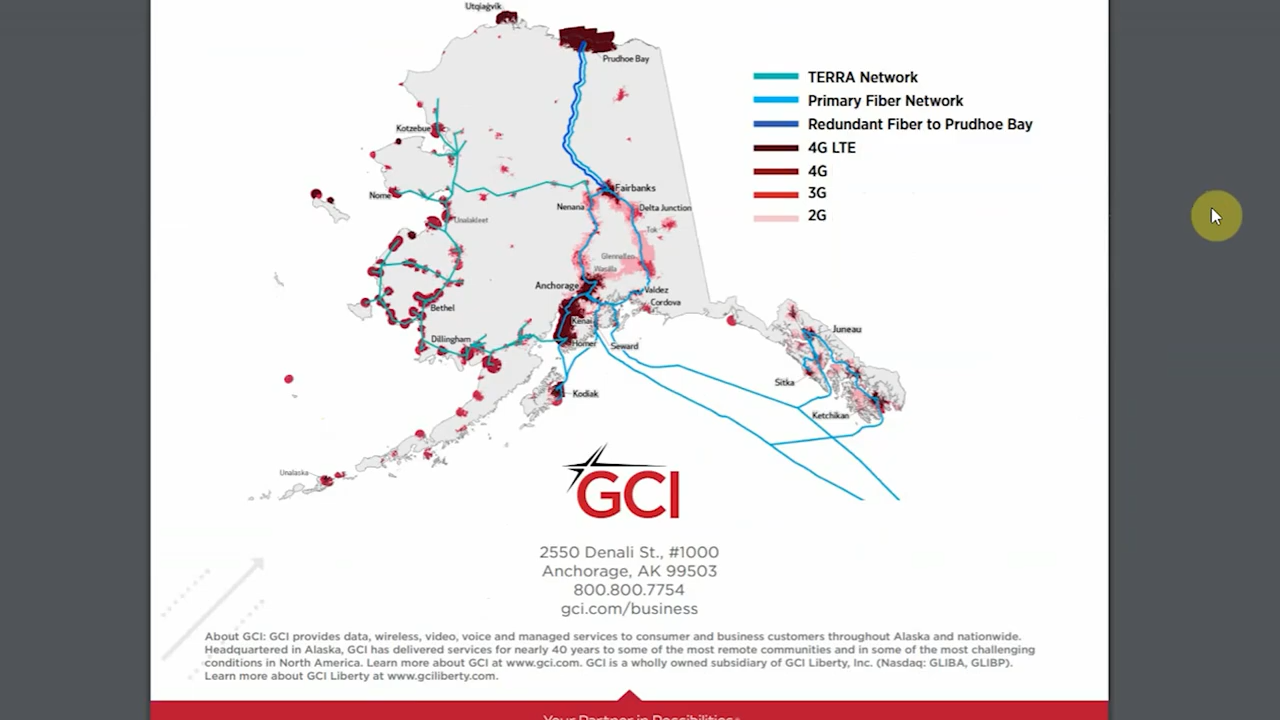 Utqiaġvik
Prudhoe Bay
TERRA Network
Primary Fiber Network
Redundant Fiber to Prudhoe Bay
4G LTE
4G
3G
2G
Kotzebue
Nome
Unalakleet
Fairbanks
Nenana
Delta Junction
Tok
Glennallen
Wasilla
Anchorage
Valdez
Cordova
Bethel
Kenai
Dillingham
Homer
Seward
Juneau
Sitka
Kodiak
Ketchikan
Unalaska
GCI
2550 Denali St., #1000
Anchorage, AK 99503
800.800.7754
gci.com/business
About GCI: GCI provides data, wireless, video, voice and managed services to consumer and business customers throughout Alaska and nationwide.
Headquartered in Alaska, GCI has delivered services for nearly 40 years to some of the most remote communities and in some of the most challenging
conditions in North America. Learn more about GCI at www.gci.com. GCI is a wholly owned subsidiary of GCI Liberty, Inc. (Nasdaq: GLIBA, GLIBP).
Learn more about GCI Liberty at www.gciliberty.com.
Your Partner in Possibilities